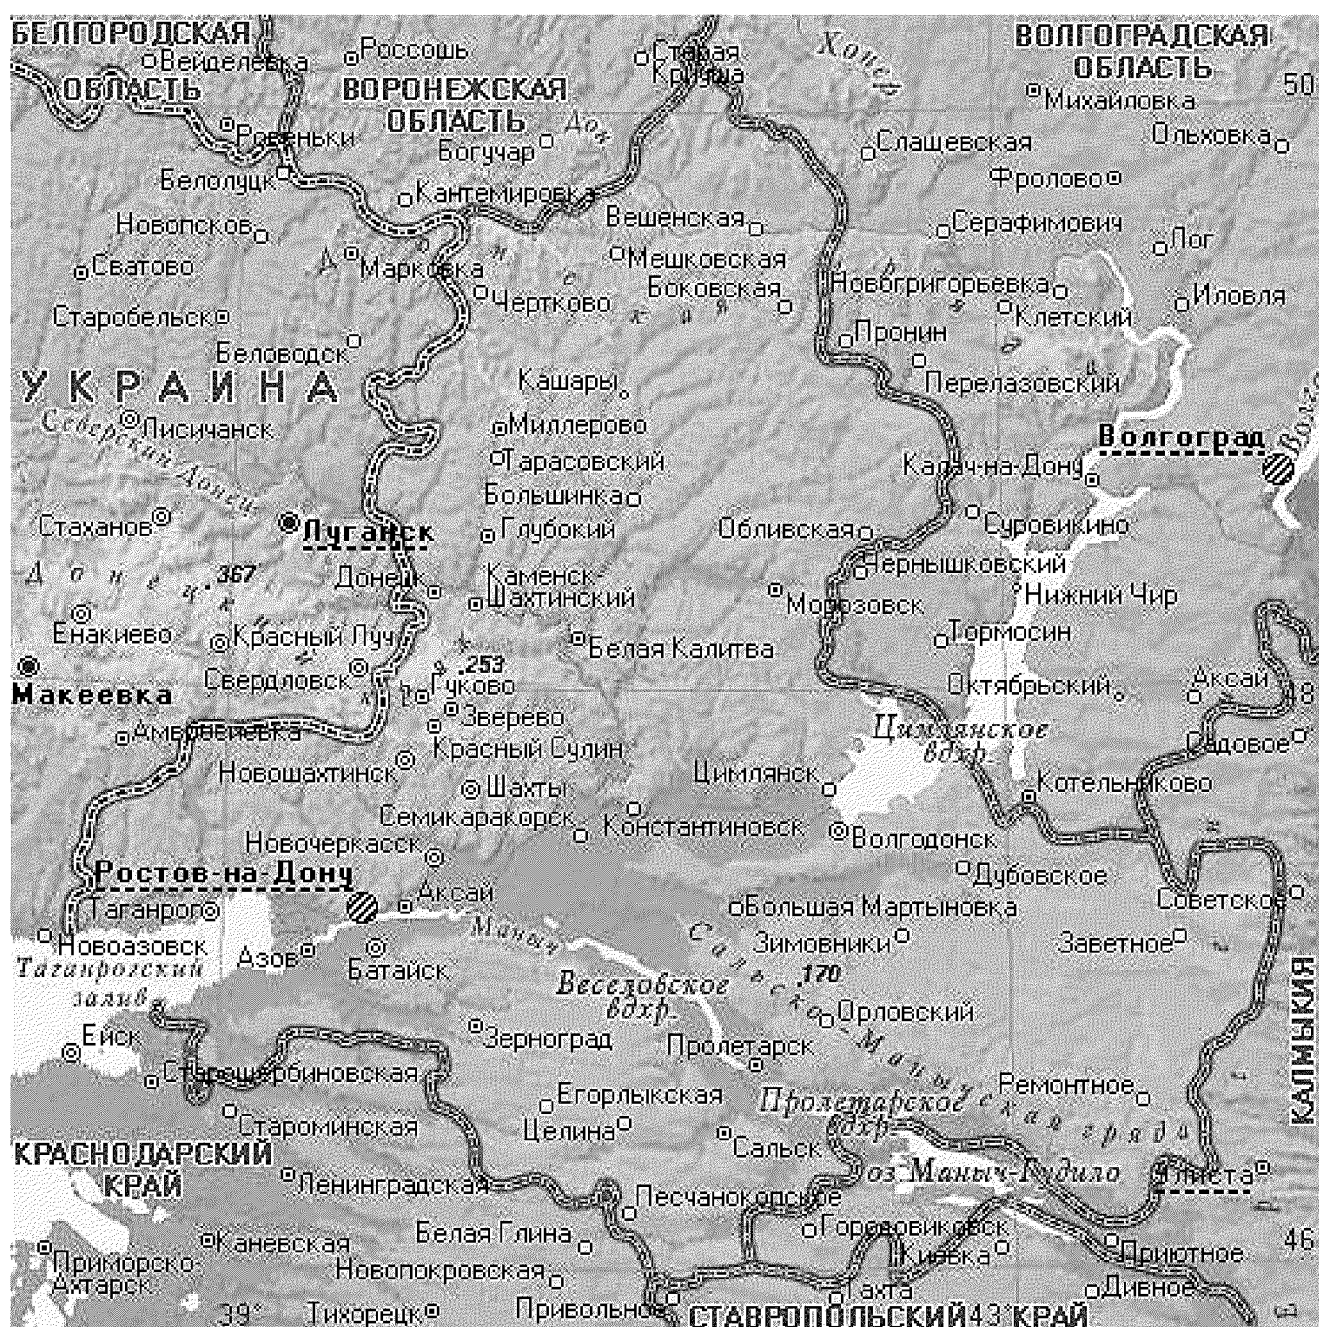 БЕЛГОРОДСКАЯ
Вейделевка
ОБЛАСТЬ
Россошь
ВОРОНЕЖСКАЯ
ОБЛАСТЬ
Старая
Криуша
Хопер
ВОЛГОГРАДСКАЯ
ОБЛАСТЬ
50
Михайловка
Ольховка
Ровеньки
Богучар
Дон
Слащевская
Белолуцк
Кантемировка
Фролово
Новопсков
Вешенская
Серафимович
Лог
Сватово
Марковка
Мешковская
Боковская
Новогригорьевка
Иловля
Чертково
Клетский
Старобельск
Беловодск
Пронин
Перелазовский
УКРАИНА
Кашары
Северский Донец
Лисичанск
Миллерово
Тарасовский
Волгоград
Волга
Калач-на-Дону
Большинка
Стаханов
Луганск
Глубокий
Обливская
Суровикино
Чернышковский
Донецк
.367
Каменск-
Шахтинский
Морозовск
Нижний Чир
Енакиево
Красный Луч
Белая Калитва
Тормосин
Макеевка
Свердловск
.253
Гуково
Октябрьский
Аксай
48
Зверево
Амвросиевка
Красный Сулин
Цимлянское
вдхр.
Садовое
Новошахтинск
Шахты
Цимлянск
Котельниково
Семикаракорск
Константиновск
Волгодонск
Новочеркасск
Ростов-на-Дону
Аксай
Дубовское
Советское
Таганрог
Большая Мартыновка
Новоазовск
Азов
Батайск
Маныч
Зимовники
Заветное
Таганрогский
залив
Веселовское
вдхр.
.170
Сальско-Манычская гряда
КАЛМЫКИЯ
Ейск
Зерноград
Орловский
Пролетарск
Старощербиновская
Егорлыкская
Пролетарское
вдхр.
Ремонтное
Староминская
Целина
Сальск
КРАСНОДАРСКИЙ
КРАЙ
Ленинградская
оз. Маныч-Гудило
Элиста
Песчанокопское
Каневская
Белая Глина
Городовиковск
Киевка
Приютное
46
Приморско-
Ахтарск
Новопокровская
Тахта
Дивное
39°
Тихорецк
Привольное
СТАВРОПОЛЬСКИЙ КРАЙ
43°